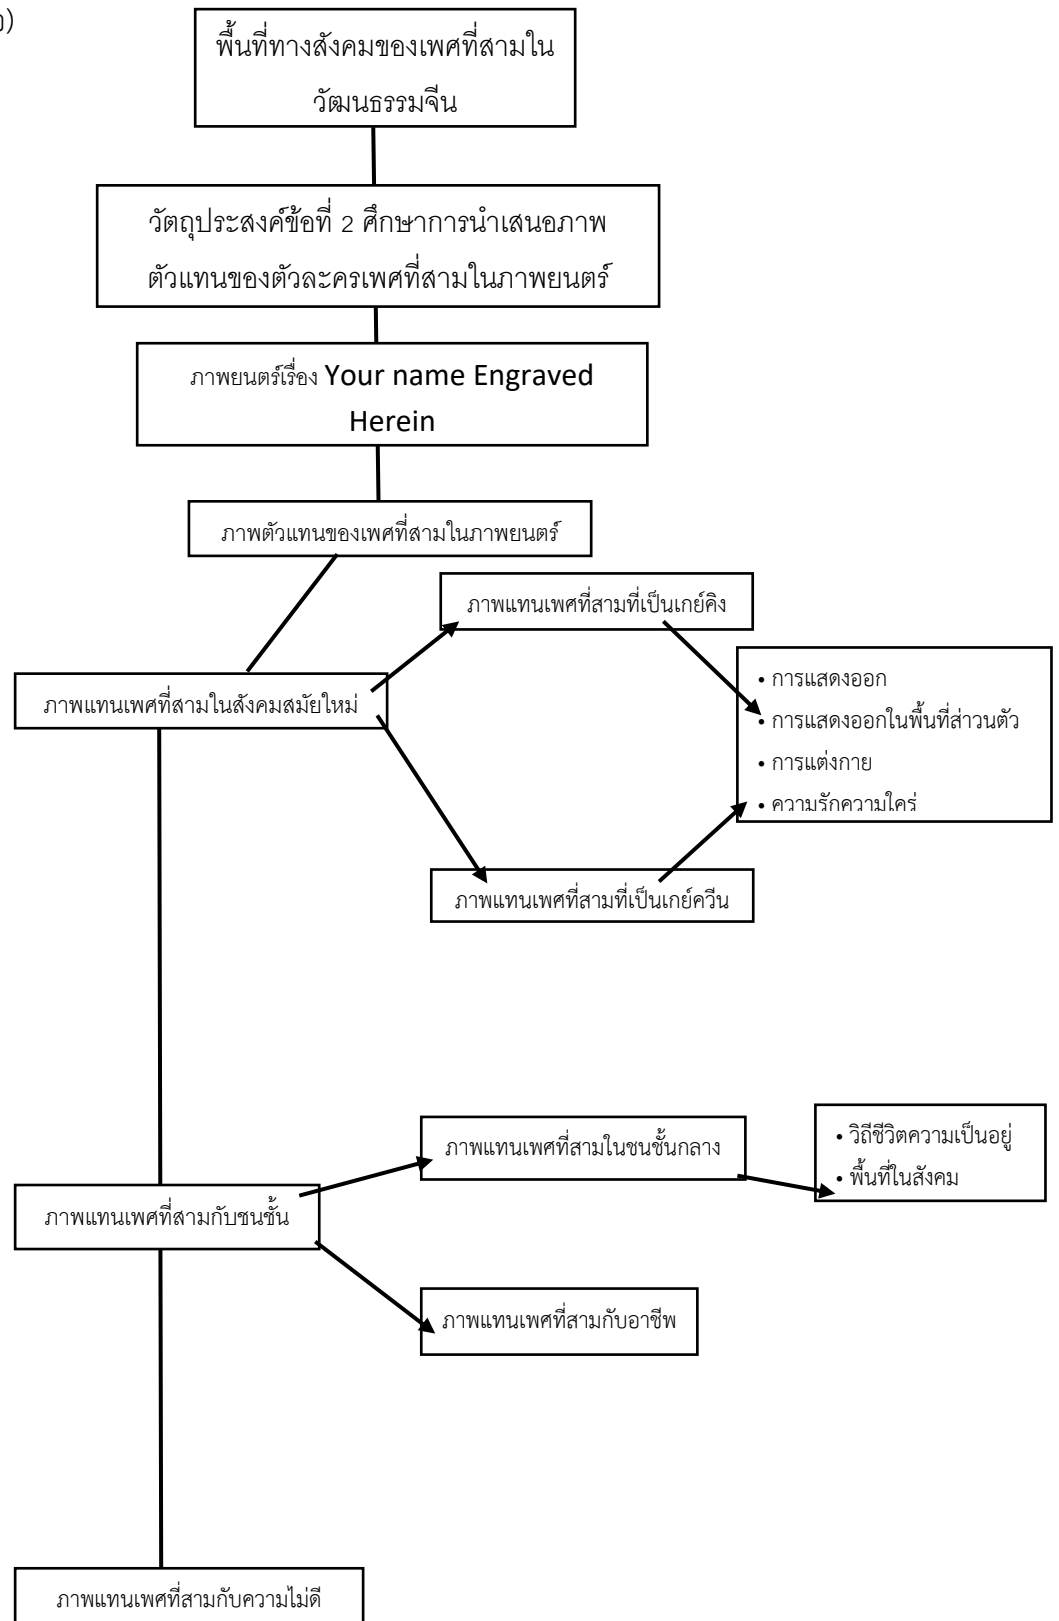 พื้นที่ทางสังคมของเพศที่สามใน
วัฒนธรรมจีน
วัตถุประสงค์ข้อที่ 2 ศึกษาการนำเสนอภาพ
ตัวแทนของตัวละครเพศที่สามในภาพยนตร์
ภาพยนตร์เรื่อง Your name Engraved
Herein
ภาพตัวแทนของเพศที่สามในภาพยนตร์
ภาพแทนเพศที่สามที่เป็นเกย์คิง
ภาพแทนเพศที่สามในสังคมสมัยใหม่
• การแสดงออก
• การแสดงออกในพื้นที่ส่าวนตัว
• การแต่งกาย
• ความรักความใคร่
ภาพแทนเพศที่สามที่เป็นเกย์ควีน
ภาพแทนเพศที่สามในชนชั้นกลาง
• วิถีชีวิตความเป็นอยู่
• พื้นที่ในสังคม
ภาพแทนเพศที่สามกับชนชั้น
ภาพแทนเพศที่สามกับอาชีพ
ภาพแทนเพศที่สามกับความไม่ดี